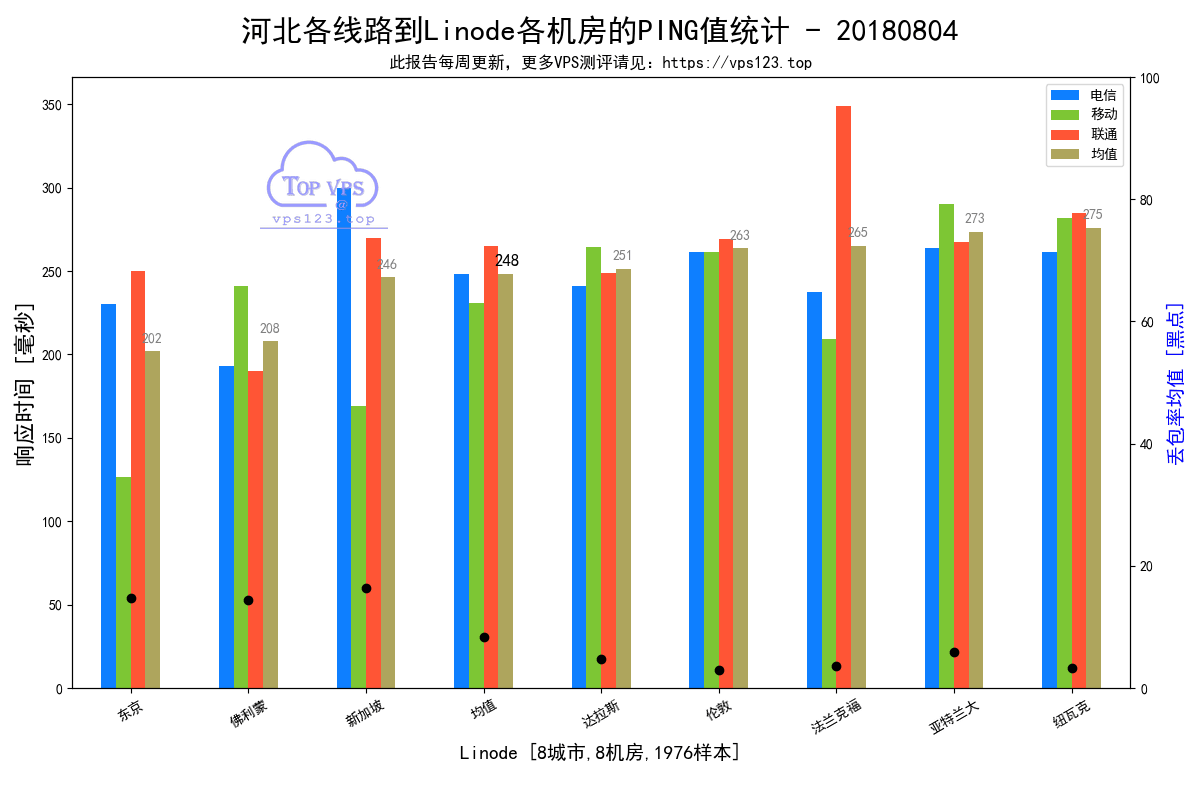 河北各线路到Linode各机房的PING值统计 - 20180804
此报告每周更新，更多VPS测评请见：https://vps123.top
电信
移动
联通
均值
TOP VPS
@
vps123.top
响应时间 [毫秒]
350
300
250
200
150
100
50
0
202
208
246
248
251
263
265
273
275
100
80
60
40
20
0
丢包率均值 [黑点]
东京
佛利蒙
新加坡
均值
达拉斯
伦敦
法兰克福
亚特兰大
纽瓦克
Linode [8城市,8机房,1976样本]